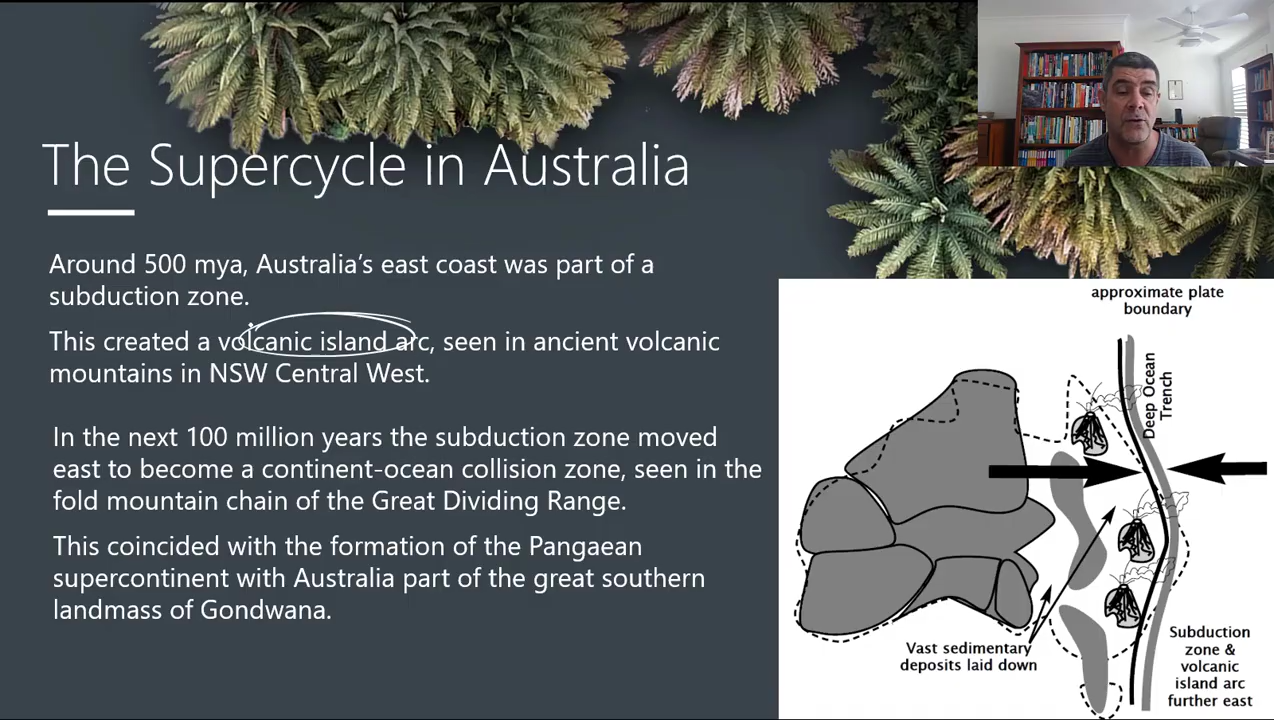 The Supercycle in Australia
Around 500 mya, Australia's east coast was part of a
subduction zone.
This created a volcanic island arc, seen in ancient volcanic
mountains in NSW Central West.
In the next 100 million years the subduction zone moved
east to become a continent-ocean collision zone, seen in the
fold mountain chain of the Great Dividing Range.
This coincided with the formation of the Pangaean
supercontinent with Australia part of the great southern
landmass of Gondwana.
approximate plate
boundary
Deep Ocean
Trench
Vast sedimentary
deposits laid down
Subduction
zone &
volcanic
island arc
further east